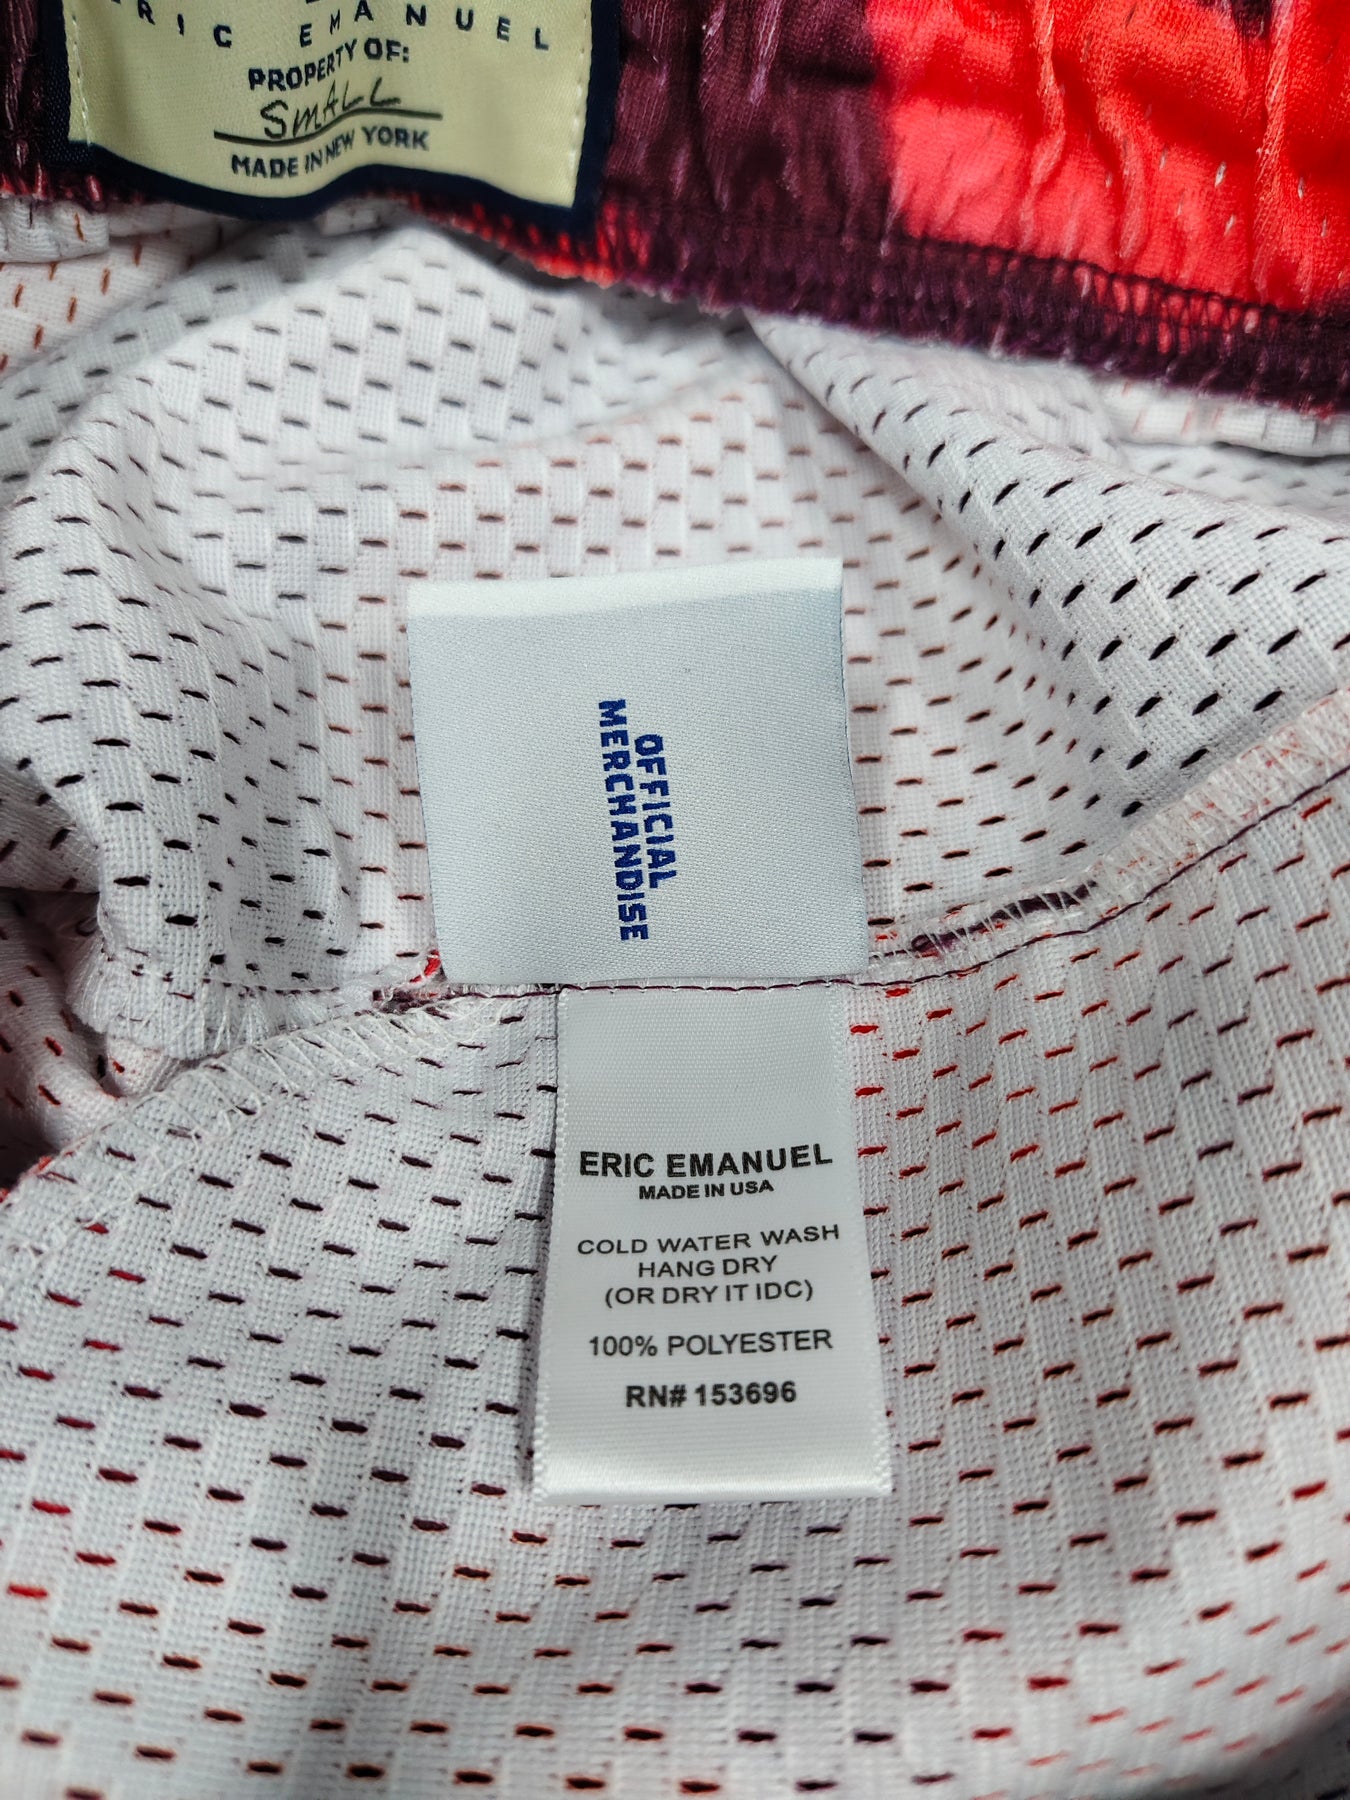 ERIC EMANUEL
PROPERTY OF:
SMALL
MADE IN NEW YORK
OFFICIAL
MERCHANDISE
ERIC EMANUEL
MADE IN USA
COLD WATER WASH
HANG DRY
(OR DRY IT IDC)
100% POLYESTER
RN# 153696